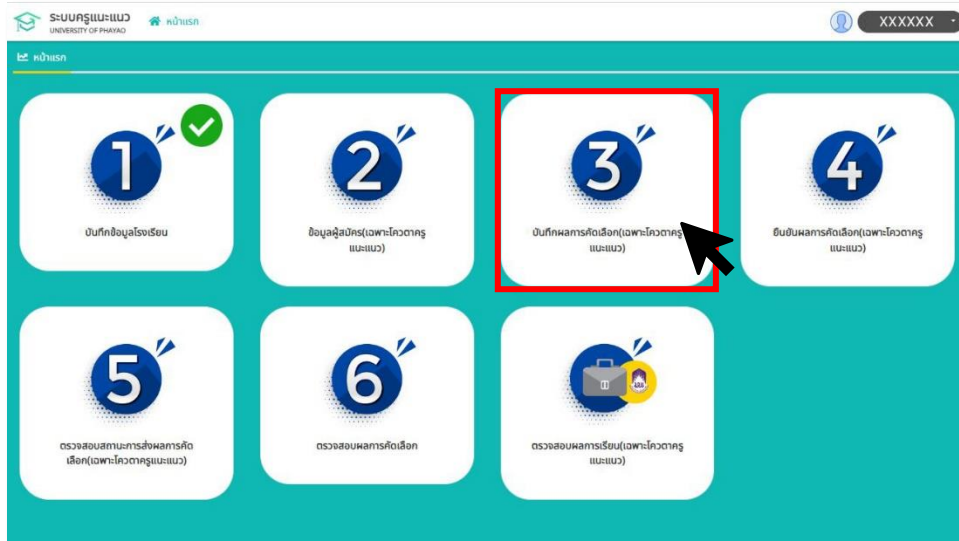 ระบบครูแนะแนว
UNIVERSITY OF PHAYAO
หน้าแรก
XXXXXX
หน้าแรก
1
บันทึกข้อมูลโรงเรียน
2
ข้อมูลผู้สมัคร(เฉพาะโควตาครู
แนะแนว)
3
บันทึกผลการคัดเลือก(เฉพาะโควตาครู
แนะแนว)
4
ยืนยันผลการคัดเลือก(เฉพาะโควตาครู
แนะแนว)
5
ตรวจสอบสถานะการส่งผลการคัด
เลือก(เฉพาะโควตาครูแนะแนว)
6
ตรวจสอบผลการคัดเลือก
ตรวจสอบผลการเรียน(เฉพาะโควตาครู
แนะแนว)